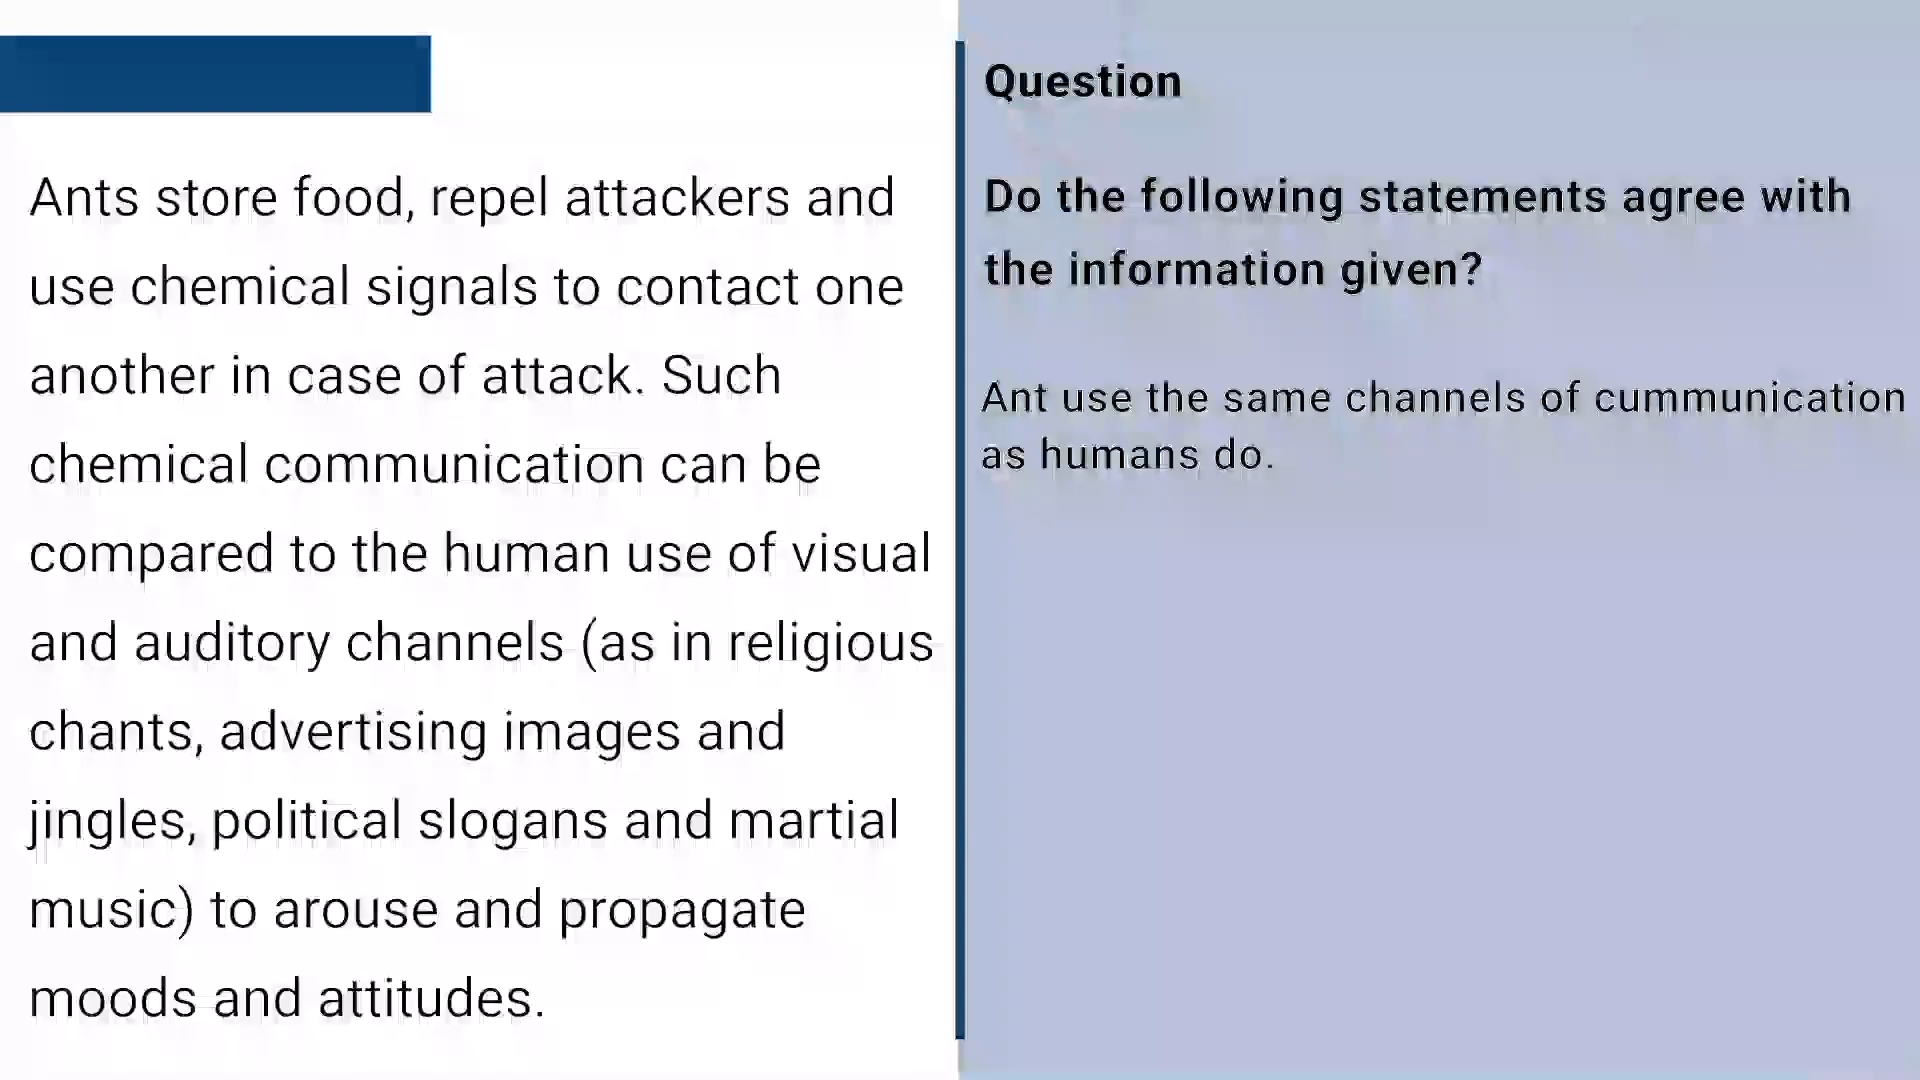 Ants store food, repel attackers and
use chemical signals to contact one
another in case of attack. Such
chemical communication can be
compared to the human use of visual
and auditory channels (as in religious
chants, advertising images and
jingles, political slogans and martial
music) to arouse and propagate
moods and attitudes.
Question
Do the following statements agree with
the information given?
Ant use the same channels of cummunication
as humans do.